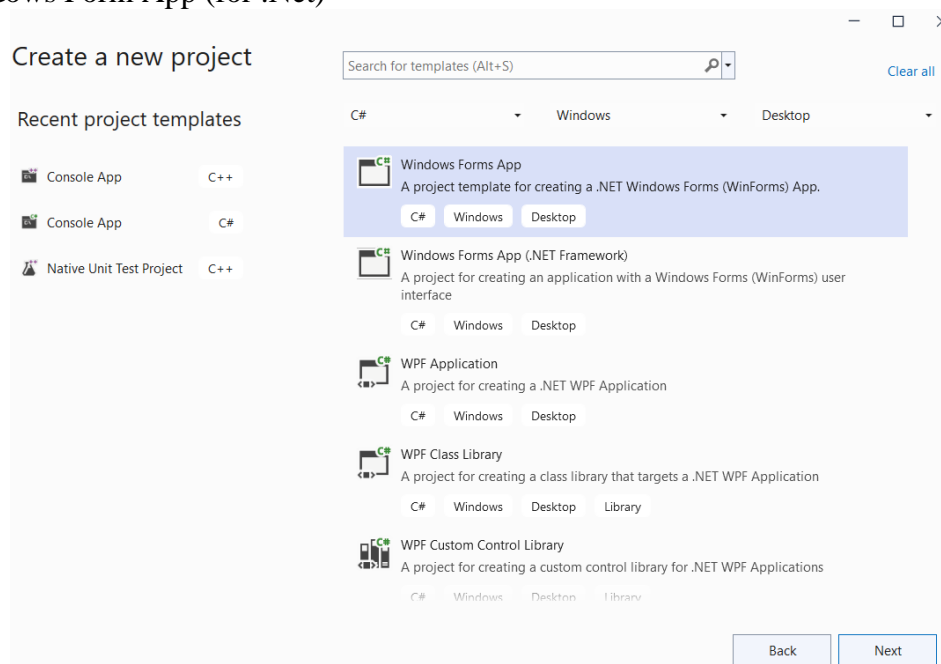 Form App (for .Net)
Create a new project
Search for templates (Alt+S)
Clear all
Recent project templates
C# Windows Desktop
Console App C++
Console App C#
Native Unit Test Project C++
Windows Forms App
A project template for creating a .NET Windows Forms (WinForms) App.
C# Windows Desktop
Windows Forms App (.NET Framework)
A project for creating an application with a Windows Forms (WinForms) user
interface
C# Windows Desktop
WPF Application
A project for creating a .NET WPF Application
C# Windows Desktop
WPF Class Library
A project for creating a class library that targets a .NET WPF Application
C# Windows Desktop Library
WPF Custom Control Library
A project for creating a custom control library for .NET WPF Applications
C# Windows Desktop Library
Back Next